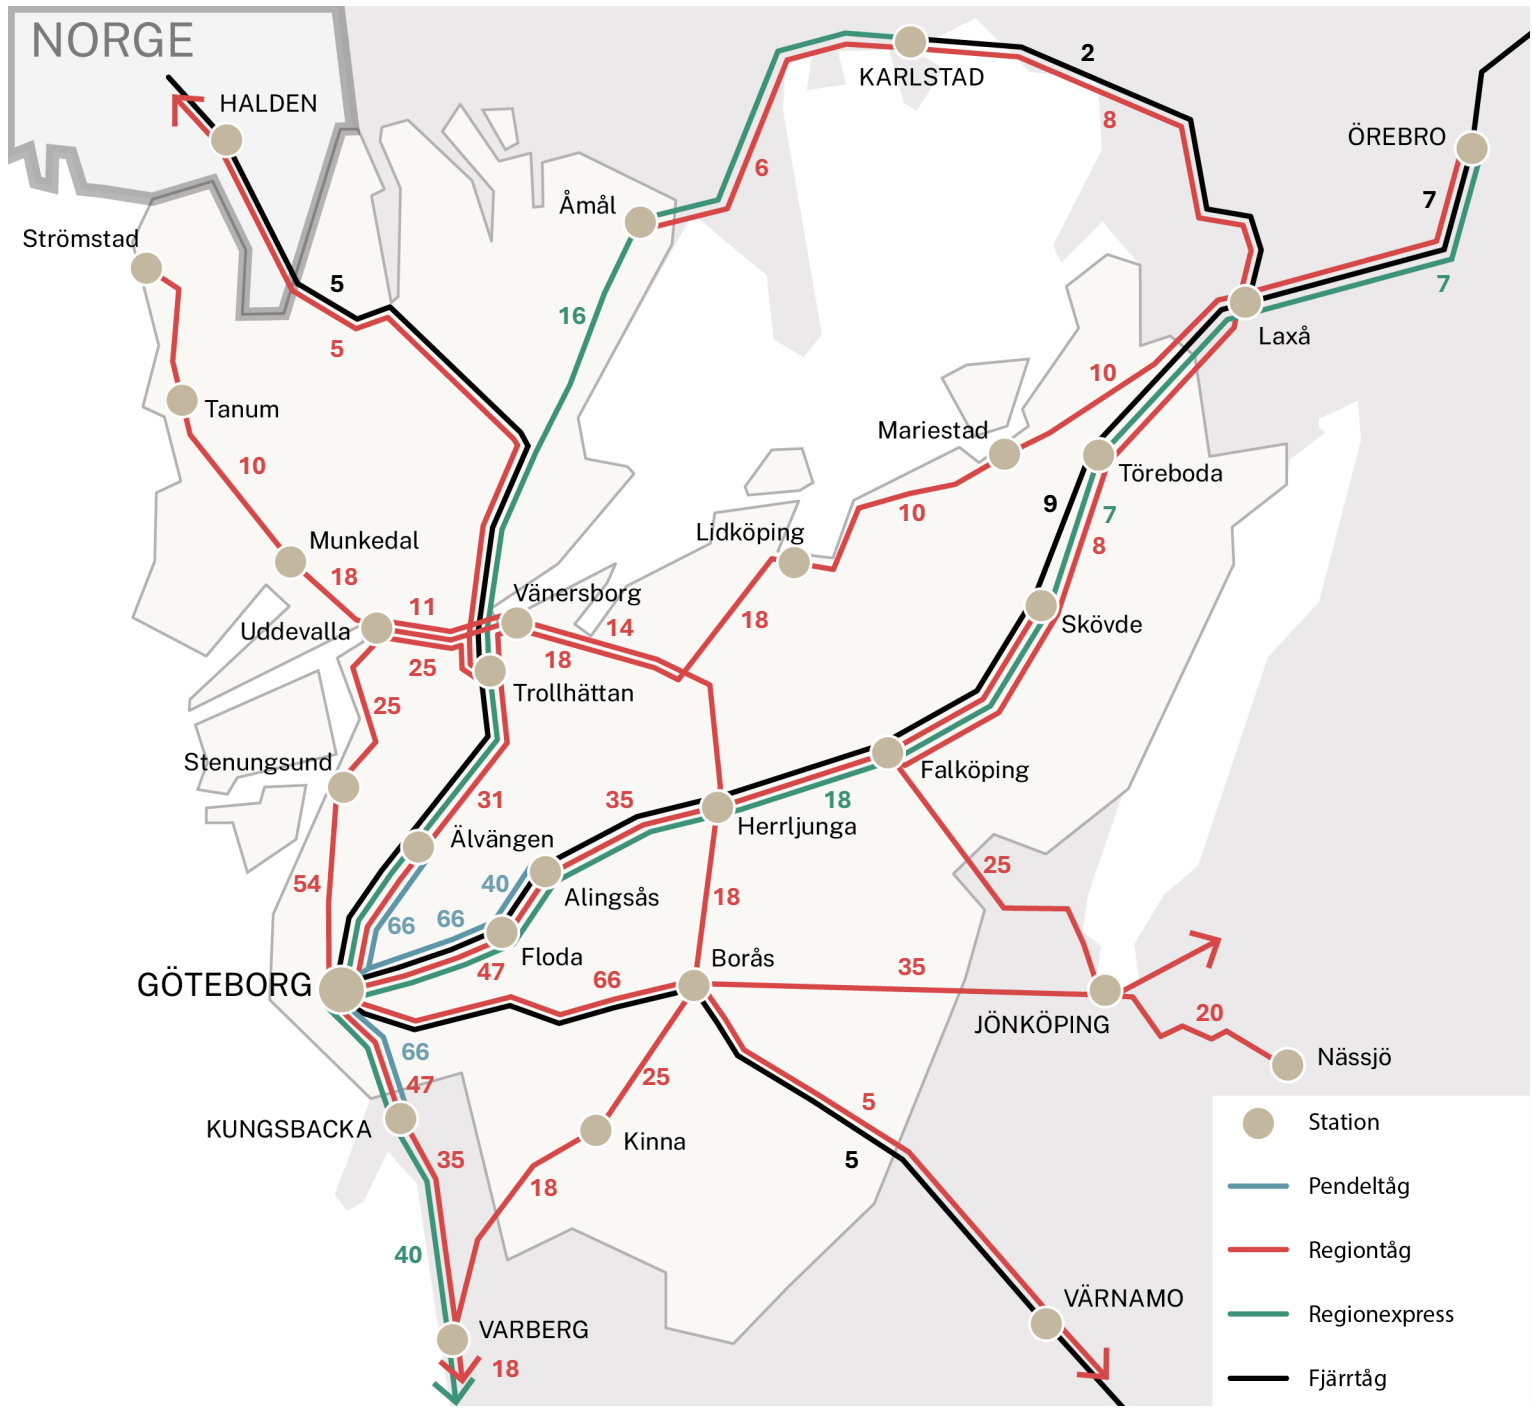 NORGE
HALDEN
KARLSTAD
2
8
ÖREBRO
6
7
7
Åmål
Strömstad
5
5
16
Laxå
10
Tanum
Mariestad
10
9
7
8
Töreboda
10
Lidköping
Munkedal
18
Vänersborg
11
14
18
18
Uddevalla
25
Skövde
Trollhättan
25
Stenungsund
Falköping
31
35
18
Herrljunga
Älvängen
54
40
Alingsås
25
18
66
66
Floda
47
GÖTEBORG
66
Borås
35
JÖNKÖPING
20
Nässjö
66
47
25
KUNGSBACKA
5
Kinna
35
5
18
40
VÄRNAMO
VARBERG
18
Station
Pendeltåg
Regiontåg
Regionexpress
Fjärrtåg